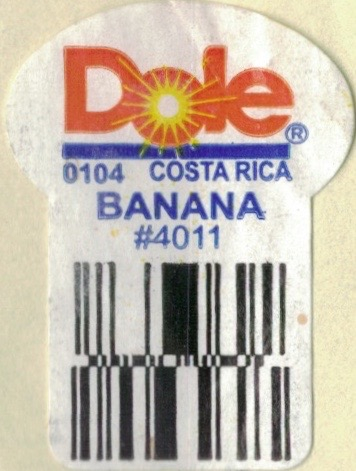 Dole®
0104 COSTA RICA
BANANA
#4011